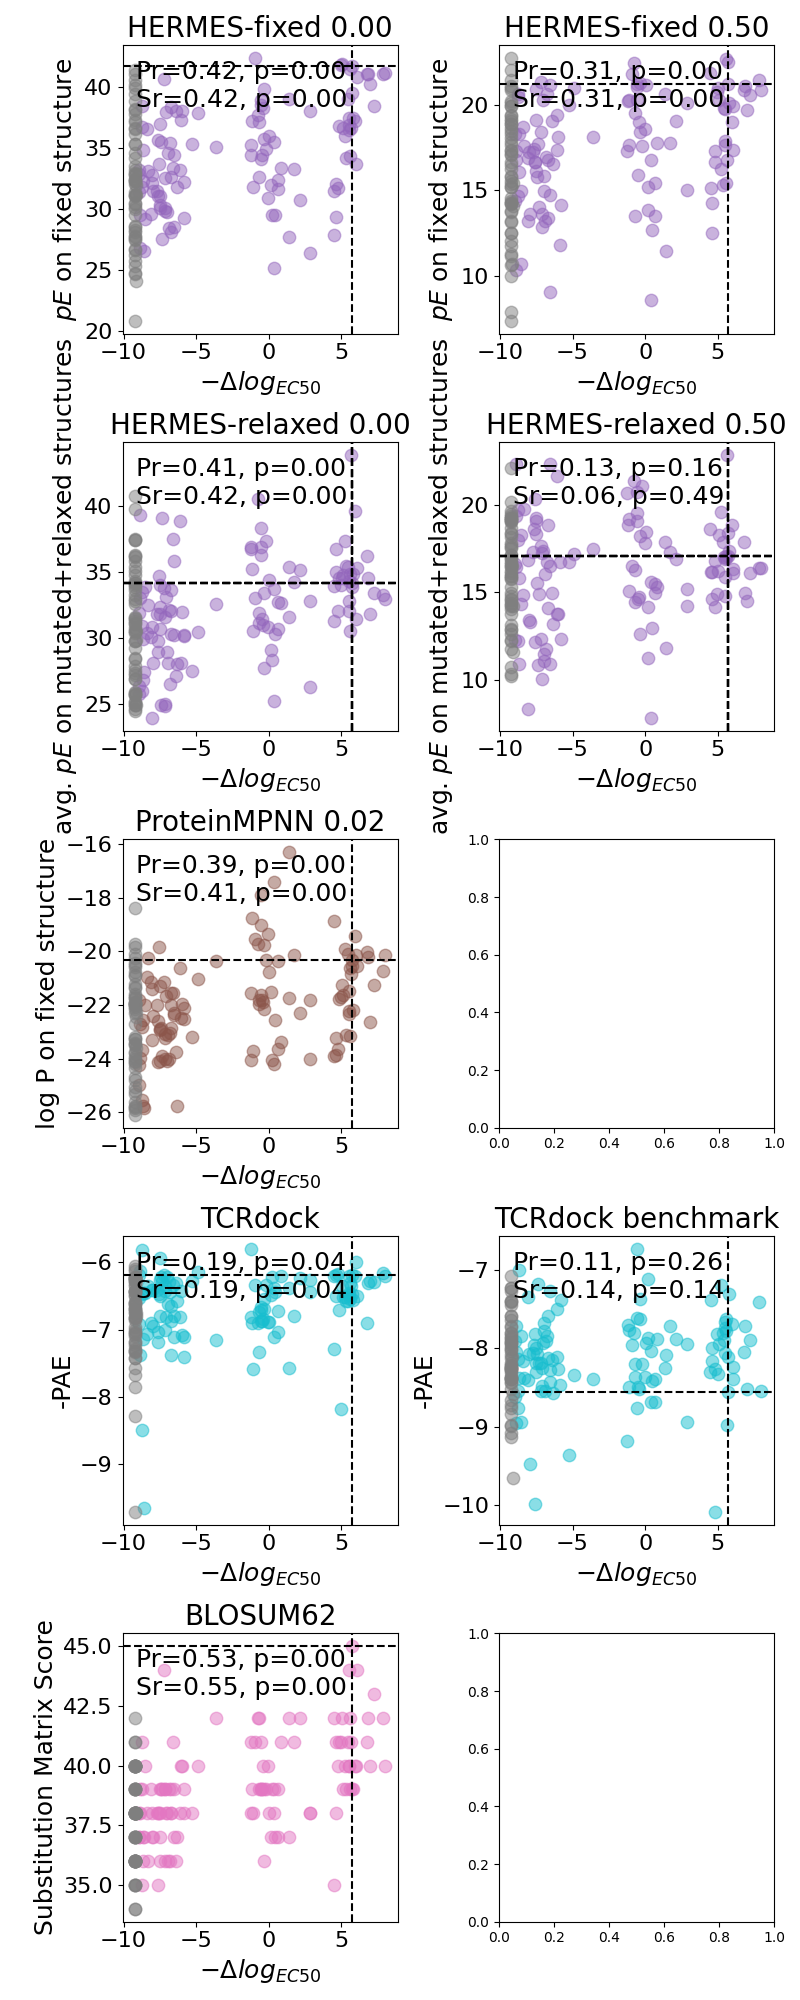 HERMES-fixed 0.00
Pr=0.42, p=0.00
Sr=0.42, p=0.00
pE on fixed structure
40
35
30
25
20
−10 −5 0 5
−Δlog_EC50
HERMES-fixed 0.50
Pr=0.31, p=0.00
Sr=0.31, p=0.00
pE on fixed structure
20
15
10
−10 −5 0 5
−Δlog_EC50
HERMES-relaxed 0.00
Pr=0.41, p=0.00
Sr=0.42, p=0.00
avg. pE on mutated+relaxed structures
40
35
30
25
−10 −5 0 5
−Δlog_EC50
HERMES-relaxed 0.50
Pr=0.13, p=0.16
Sr=0.06, p=0.49
avg. pE on mutated+relaxed structures
20
15
10
−10 −5 0 5
−Δlog_EC50
ProteinMPNN 0.02
Pr=0.39, p=0.00
Sr=0.41, p=0.00
log P on fixed structure
−16
−18
−20
−22
−24
−26
−10 −5 0 5
−Δlog_EC50
1.0
0.8
0.6
0.4
0.2
0.0
0.0 0.2 0.4 0.6 0.8 1.0
TCRdock
Pr=0.19, p=0.04
Sr=0.19, p=0.04
-PAE
−6
−7
−8
−9
−10 −5 0 5
−Δlog_EC50
TCRdock benchmark
Pr=0.11, p=0.26
Sr=0.14, p=0.14
-PAE
−7
−8
−9
−10
−10 −5 0 5
−Δlog_EC50
BLOSUM62
Pr=0.53, p=0.00
Sr=0.55, p=0.00
Substitution Matrix Score
45.0
42.5
40.0
37.5
35.0
−10 −5 0 5
−Δlog_EC50
1.0
0.8
0.6
0.4
0.2
0.0
0.0 0.2 0.4 0.6 0.8 1.0